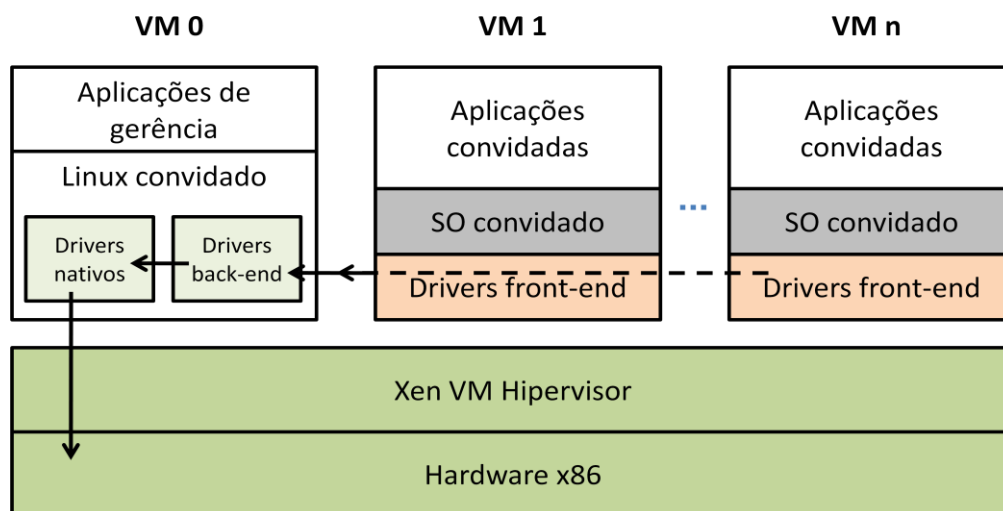 VM 0
VM 1
VM n
Aplicações de
gerência
Linux convidado
Drivers
nativos
Drivers
back-end
Aplicações
convidadas
SO convidado
Drivers front-end
...
Aplicações
convidadas
SO convidado
Drivers front-end
Xen VM Hipervisor
Hardware x86